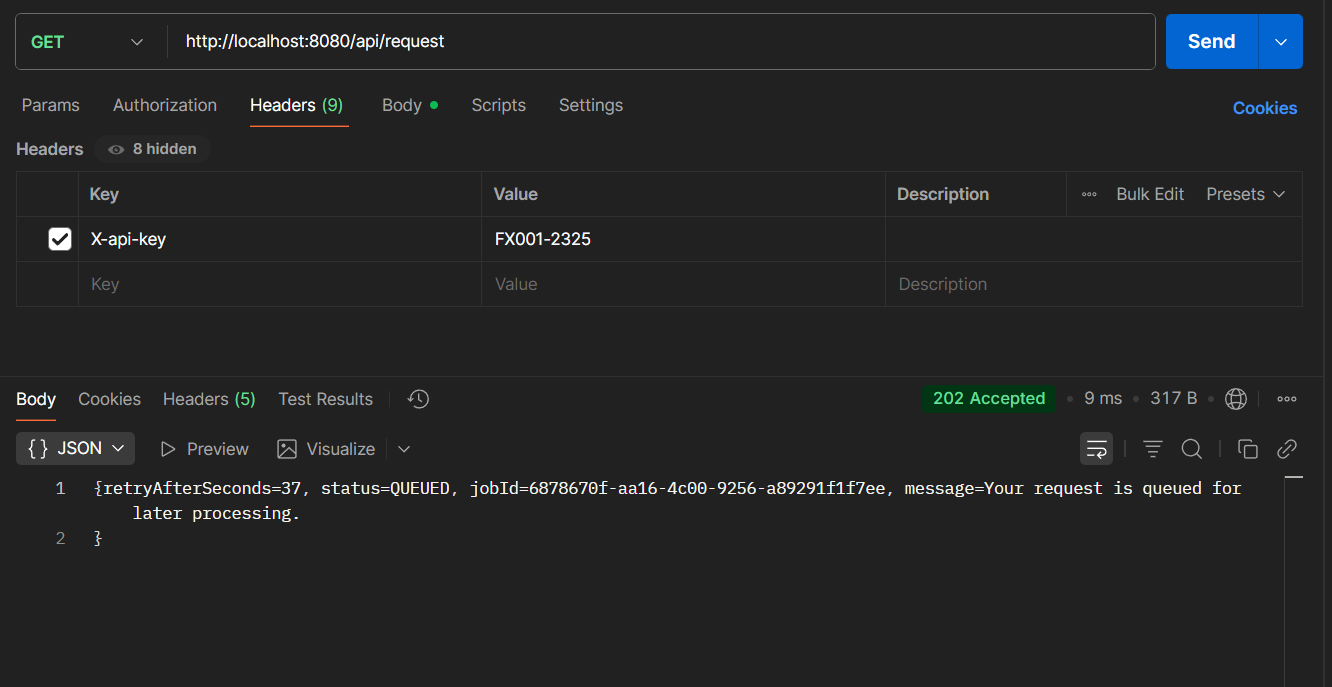 GET http://localhost:8080/api/request Send
Params Authorization Headers (9) Body Scripts Settings Cookies
Headers 8 hidden
Key Value Description Bulk Edit Presets
X-api-key FX001-2325
Key Value Description
Body Cookies Headers (5) Test Results 202 Accepted 9 ms 317 B
{} JSON Preview Visualize
1 {retryAfterSeconds=37, status=QUEUED, jobId=6878670f-aa16-4c00-9256-a89291f1f7ee, message=Your request is queued for
later processing.
2 }